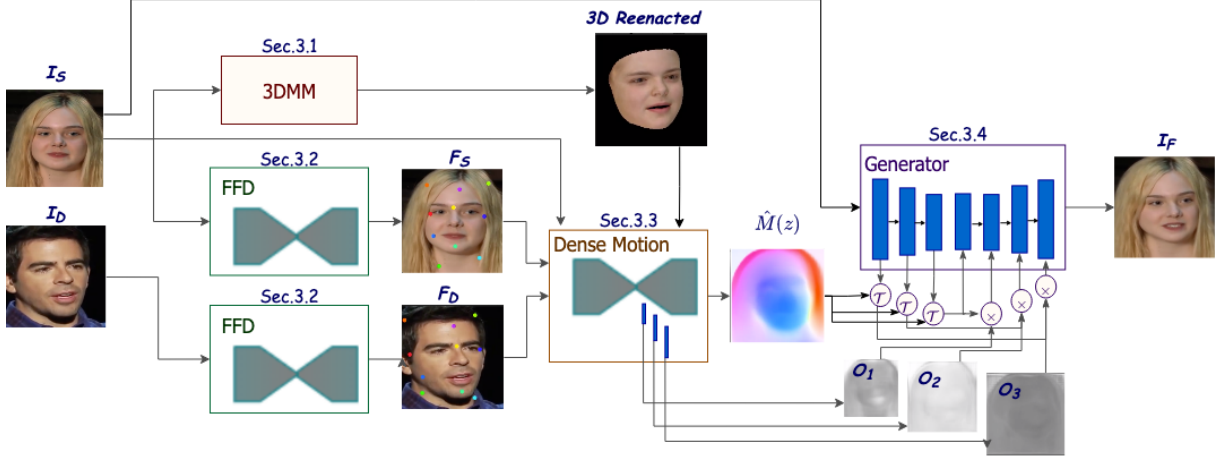 3D Reenacted
Sec.3.1
I_S
3DMM
Sec.3.4
Generator
I_F
Sec.3.2
F_S
FFD
I_D
Sec.3.3
Dense Motion
M̂(z)
Sec.3.2
F_D
FFD
𝒯
𝒯
𝒯
×
×
×
O_1
O_2
O_3